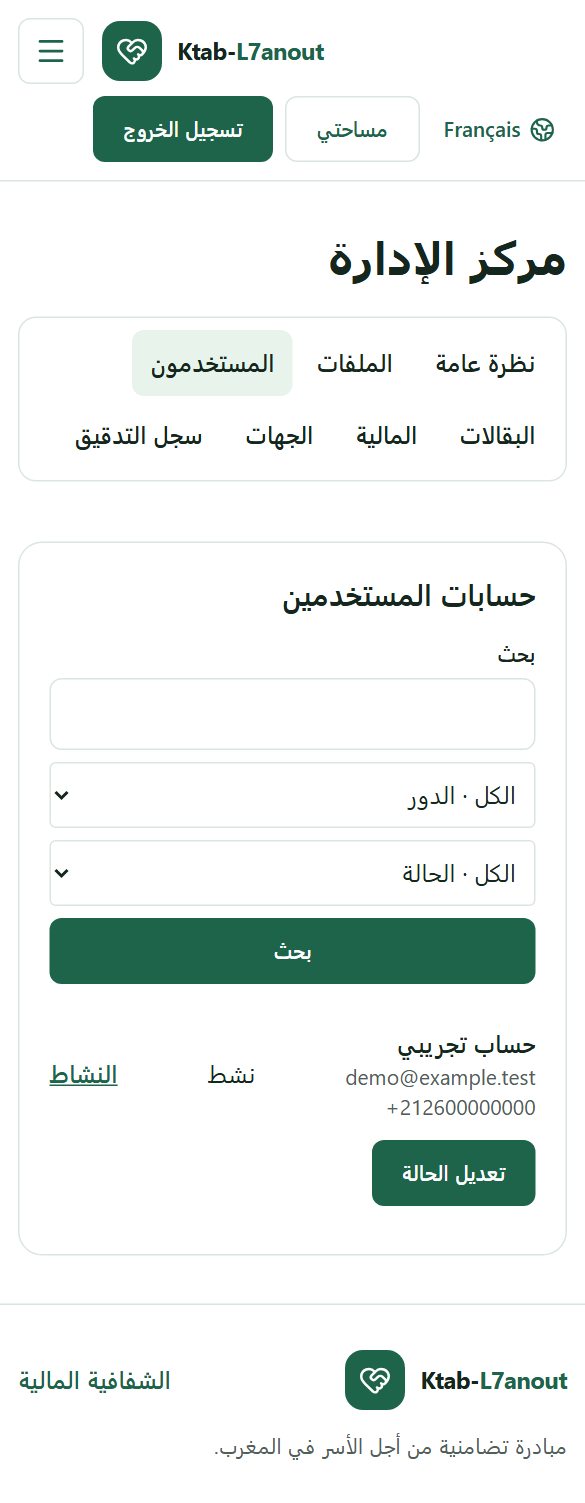 Ktab-L7anout
Français مساحتي تسجيل الخروج
مركز الإدارة
نظرة عامة الملفات المستخدمون
البقالات المالية الجهات سجل التدقيق
حسابات المستخدمين
بحث
الكل · الدور
الكل · الحالة
بحث
حساب تجريبي
demo@example.test
+212600000000
نشط
النشاط
تعديل الحالة
Ktab-L7anout
الشفافية المالية
مبادرة تضامنية من أجل الأسر في المغرب.